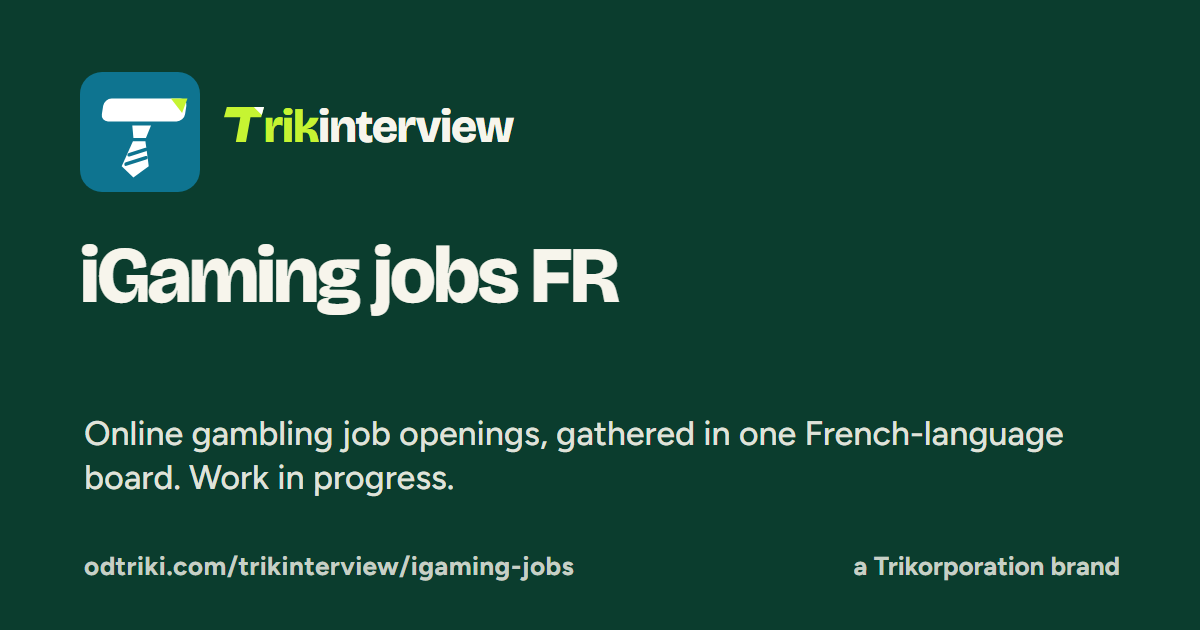 Trikinterview
iGaming jobs FR
Online gambling job openings, gathered in one French-language
board. Work in progress.
odtriki.com/trikinterview/igaming-jobs
a Trikorporation brand